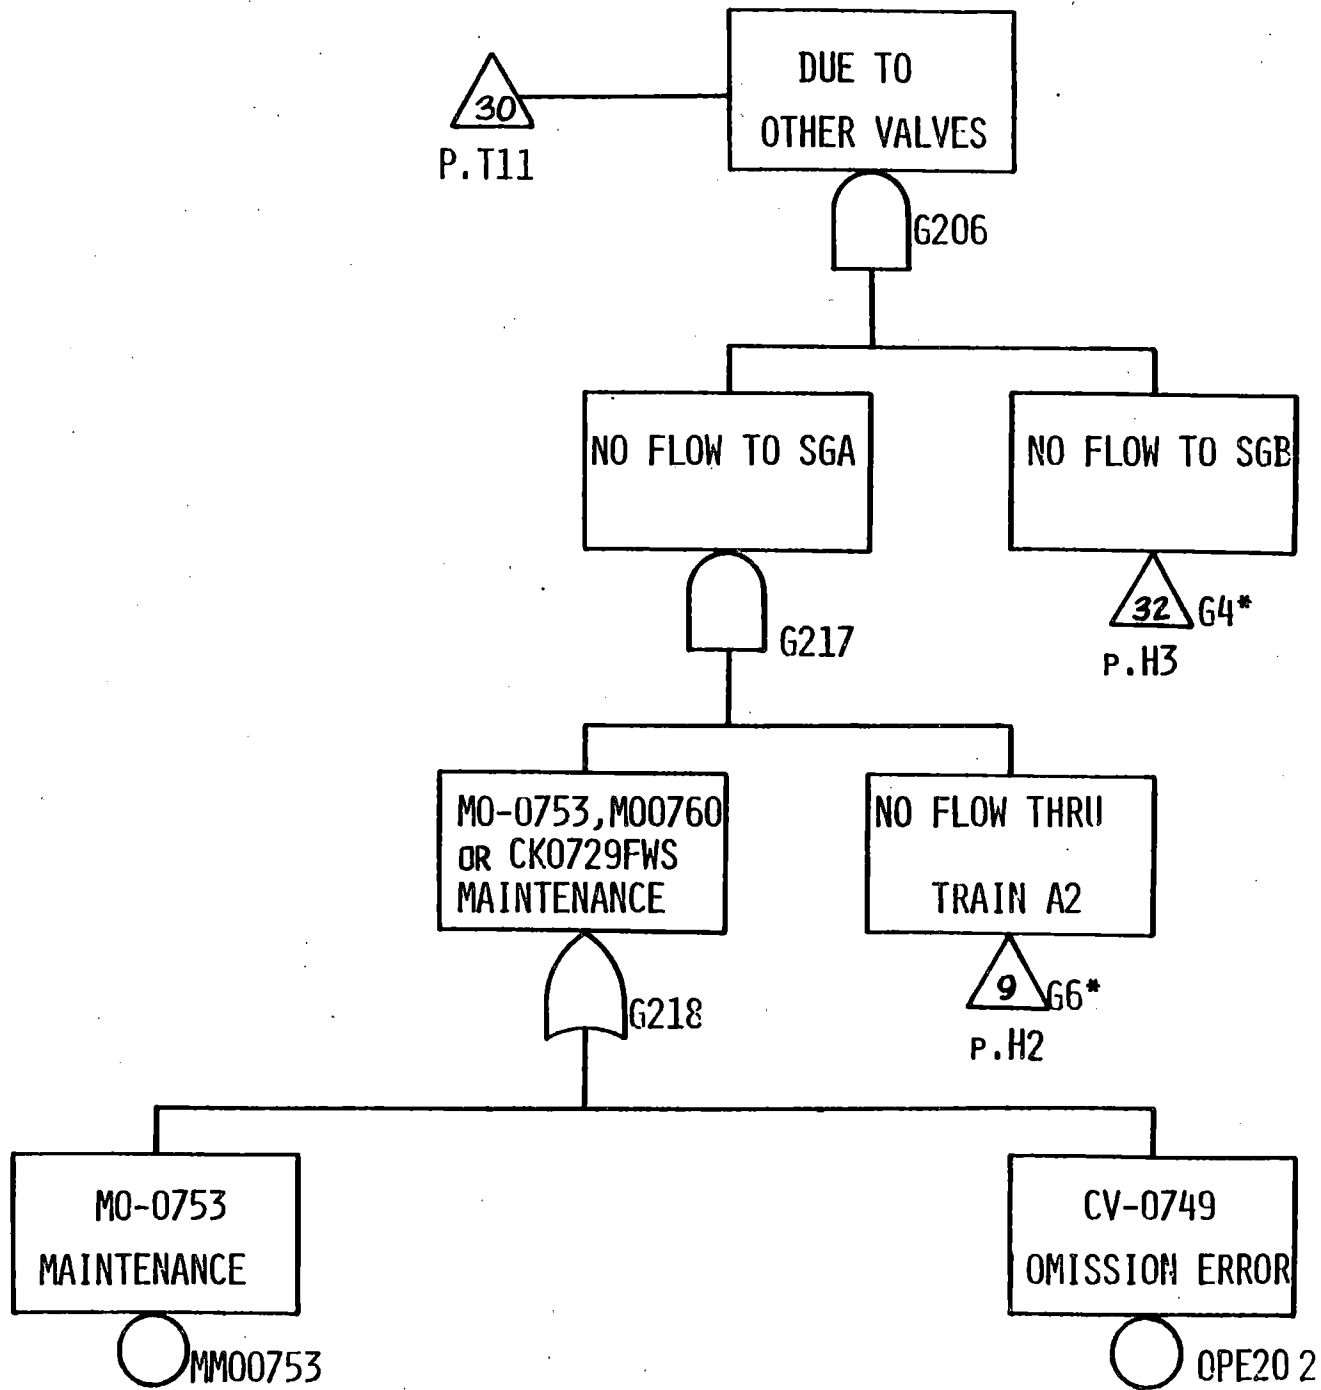 DUE TO
OTHER VALVES
30
P.T11
G206
NO FLOW TO SGA
NO FLOW TO SGB
G217
32 G4*
P.H3
MO-0753,MO0760
OR CK0729FWS
MAINTENANCE
NO FLOW THRU
TRAIN A2
G218
9 G6*
P.H2
MO-0753
MAINTENANCE
CV-0749
OMISSION ERROR
MMO0753
OPE20 2